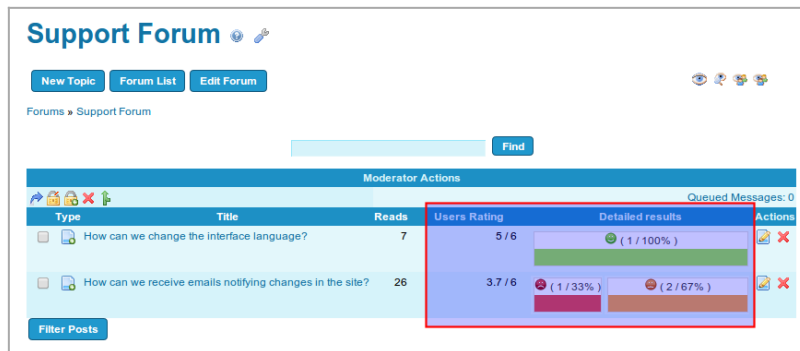 Support Forum
New Topic Forum List Edit Forum
Forums » Support Forum
Find
Moderator Actions
Queued Messages: 0
Type Title Reads Users Rating Detailed results Actions
How can we change the interface language? 7 5 / 6 ( 1 / 100% )
How can we receive emails notifying changes in the site? 26 3.7 / 6 ( 1 / 33% ) ( 2 / 67% )
Filter Posts